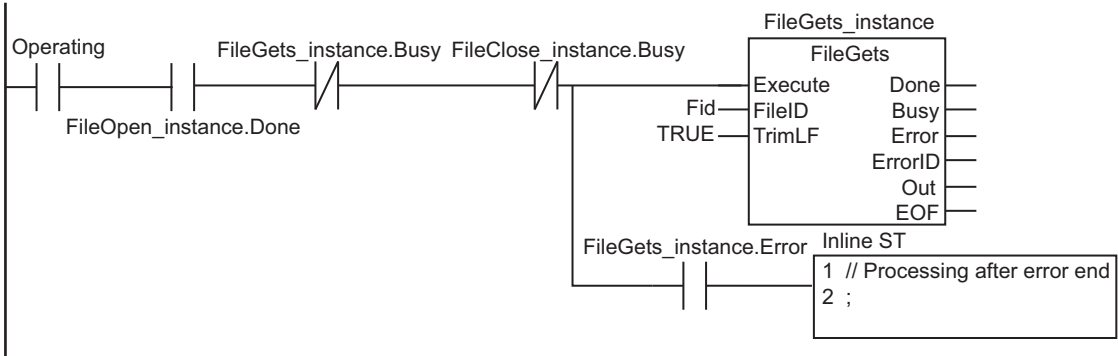 FileGets_instance
Operating
FileGets_instance.Busy
FileClose_instance.Busy
FileGets
Execute
Done
FileOpen_instance.Done
Fid
FileID
Busy
TRUE
TrimLF
Error
ErrorID
Out
EOF
FileGets_instance.Error
Inline ST
1 // Processing after error end
2 ;